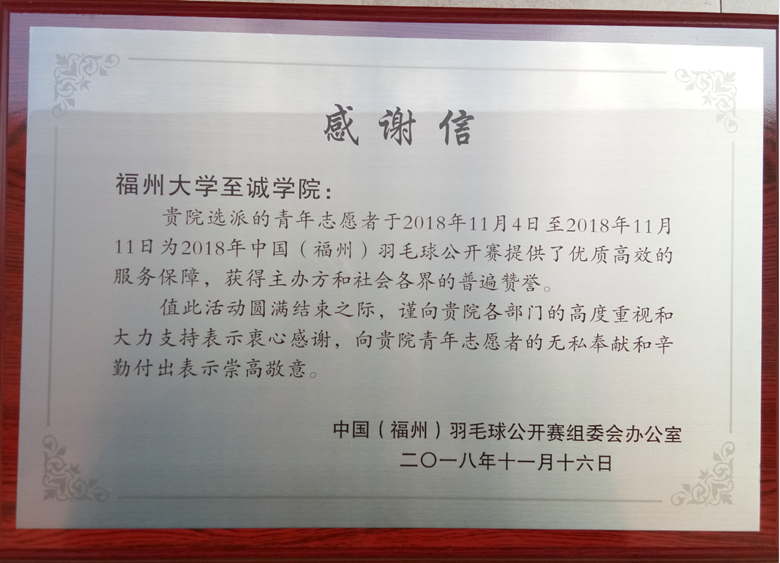 感谢信
福州大学至诚学院：
贵院选派的青年志愿者于2018年11月4日至2018年11月
11日为2018年中国（福州）羽毛球公开赛提供了优质高效的
服务保障，获得主办方和社会各界的普遍赞誉。
值此活动圆满结束之际，谨向贵院各部门的高度重视和
大力支持表示衷心感谢，向贵院青年志愿者的无私奉献和辛
勤付出表示崇高敬意。
中国（福州）羽毛球公开赛组委会办公室
二〇一八年十一月十六日